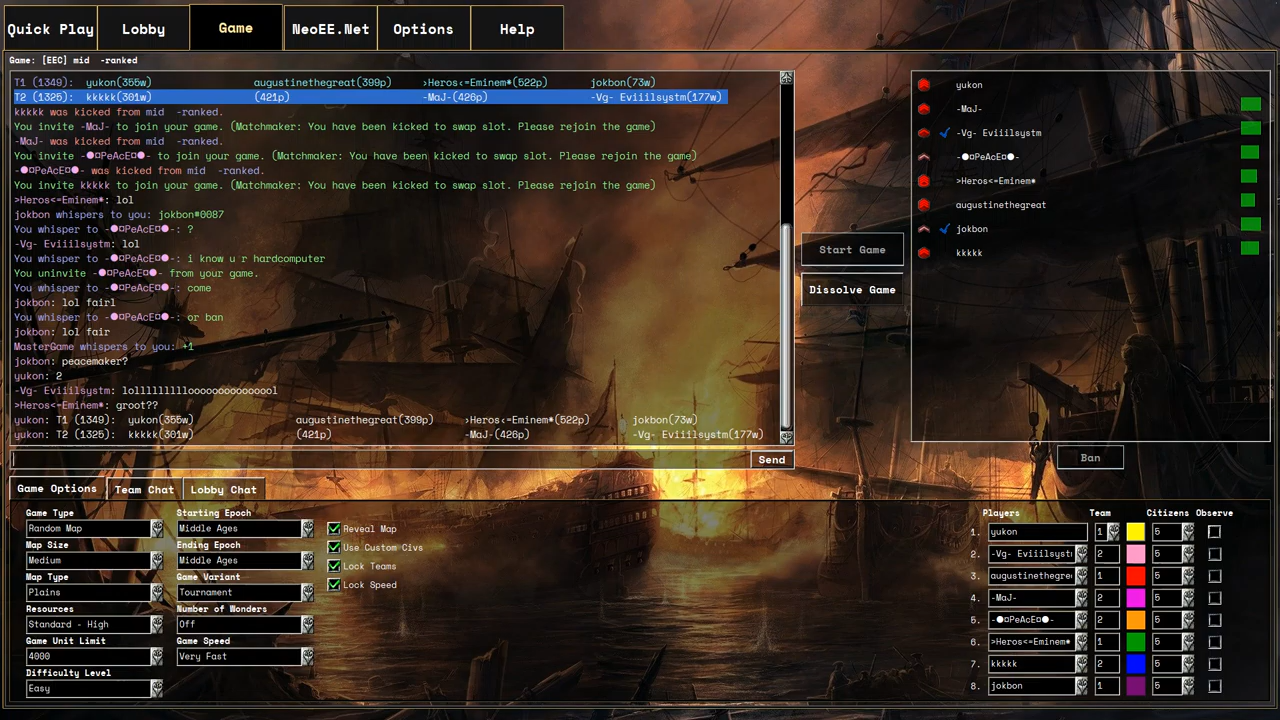 Quick Play Lobby Game NeoEE.Net Options Help
Game: [EEC] mid -ranked
T1 (1349): yukon(355w) augustinethegreat(399p) ›Heros‹=Eminem*(522p) jokbon(73w)
T2 (1325): kkkkk(301w) (421p) -MaJ-(426p) -Vg- Eviiilsystm(177w)
kkkkk was kicked from mid -ranked.
You invite -MaJ- to join your game. (Matchmaker: You have been kicked to swap slot. Please rejoin the game)
-MaJ- was kicked from mid -ranked.
You invite -●¤PeAcE¤●- to join your game. (Matchmaker: You have been kicked to swap slot. Please rejoin the game)
-●¤PeAcE¤●- was kicked from mid -ranked.
You invite kkkkk to join your game. (Matchmaker: You have been kicked to swap slot. Please rejoin the game)
>Heros<=Eminem*: lol
jokbon whispers to you: jokbon#0087
You whisper to -●¤PeAcE¤●-: ?
-Vg- Eviiilsystm: lol
You whisper to -●¤PeAcE¤●-: i know u r hardcomputer
You uninvite -●¤PeAcE¤●- from your game.
You whisper to -●¤PeAcE¤●-: come
jokbon: lol fairl
You whisper to -●¤PeAcE¤●-: or ban
jokbon: lol fair
MasterGame whispers to you: +1
jokbon: peacemaker?
yukon: 2
-Vg- Eviiilsystm: lolllllllllooooooooooooool
>Heros<=Eminem*: groot??
yukon: T1 (1349): yukon(355w) augustinethegreat(399p) ›Heros‹=Eminem*(522p) jokbon(73w)
yukon: T2 (1325): kkkkk(301w) (421p) -MaJ-(426p) -Vg- Eviiilsystm(177w)
Send
Start Game
Dissolve Game
yukon
-MaJ-
-Vg- Eviiilsystm
-●¤PeAcE¤●-
>Heros<=Eminem*
augustinethegreat
jokbon
kkkkk
Ban
Game Options Team Chat Lobby Chat
Game Type
Random Map
Map Size
Medium
Map Type
Plains
Resources
Standard - High
Game Unit Limit
4000
Difficulty Level
Easy
Starting Epoch
Middle Ages
Ending Epoch
Middle Ages
Game Variant
Tournament
Number of Wonders
Off
Game Speed
Very Fast
Reveal Map
Use Custom Civs
Lock Teams
Lock Speed
Players Team Citizens Observe
1. yukon 1 5
2. -Vg- Eviiilsyst 2 5
3. augustinethegre 1 5
4. -MaJ- 2 5
5. -●¤PeAcE¤●- 2 5
6. >Heros<=Eminem* 1 5
7. kkkkk 2 5
8. jokbon 1 5